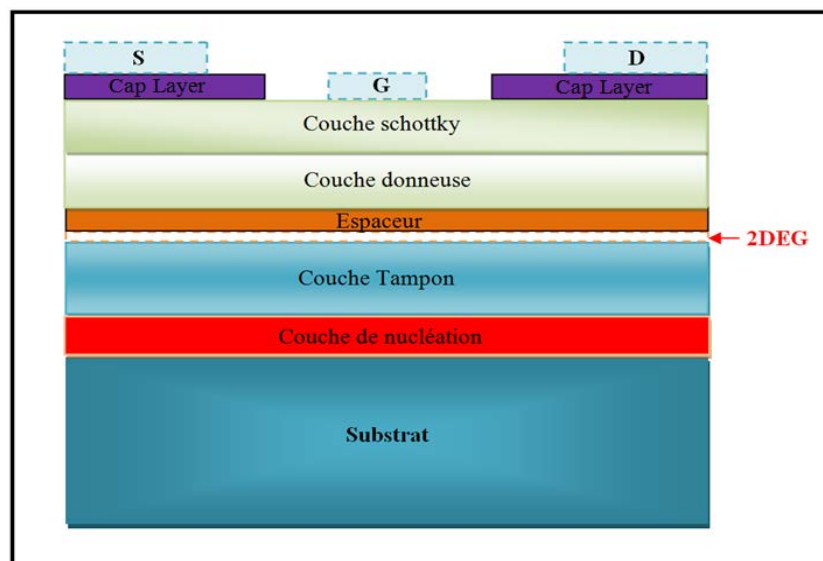 S
D
Cap Layer
G
Cap Layer
Couche schottky
Couche donneuse
Espaceur
2DEG
Couche Tampon
Couche de nucléation
Substrat